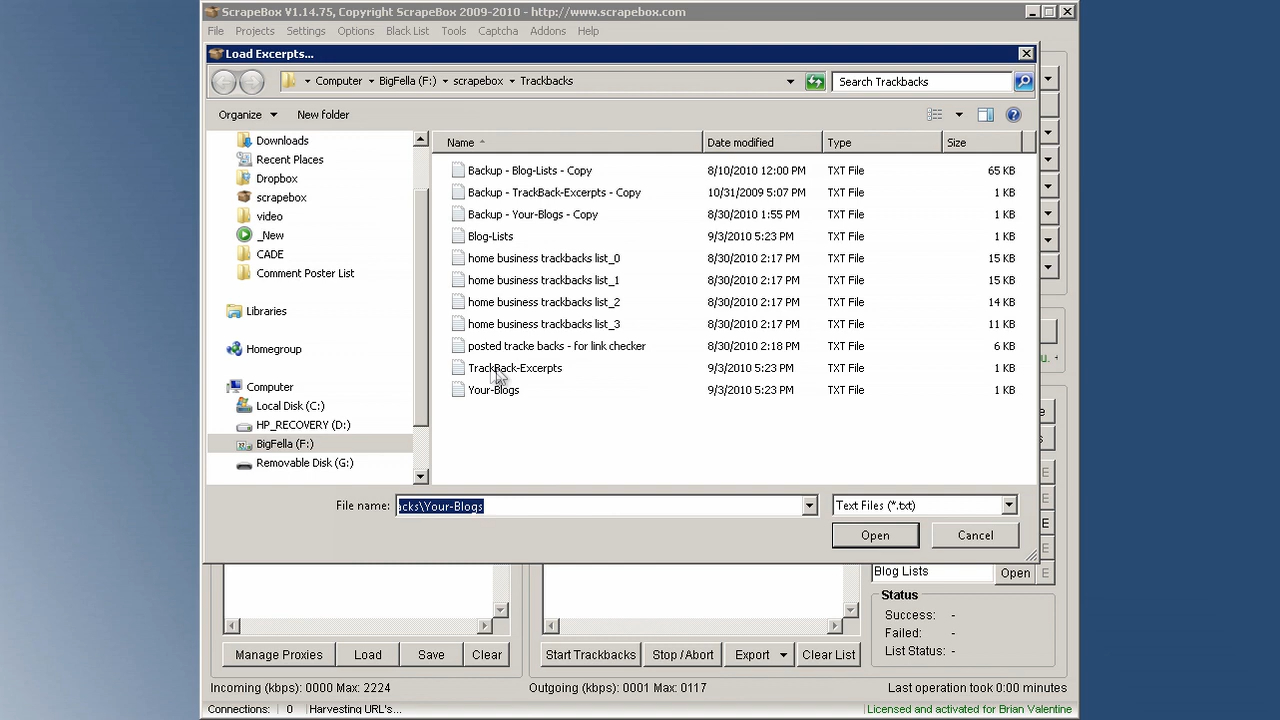 ScrapeBox V1.14.75, Copyright ScrapeBox 2009-2010 - http://www.scrapebox.com
File Projects Settings Options Black List Tools Captcha Addons Help
Load Excerpts...
Computer BigFella (F:) scrapebox Trackbacks Search Trackbacks
Organize New folder
Downloads
Recent Places
Dropbox
scrapebox
video
_New
CADE
Comment Poster List
Libraries
Homegroup
Computer
Local Disk (C:)
HP_RECOVERY (D:)
BigFella (F:)
Removable Disk (G:)
Name Date modified Type Size
Backup - Blog-Lists - Copy 8/10/2010 12:00 PM TXT File 65 KB
Backup - TrackBack-Excerpts - Copy 10/31/2009 5:07 PM TXT File 1 KB
Backup - Your-Blogs - Copy 8/30/2010 1:55 PM TXT File 1 KB
Blog-Lists 9/3/2010 5:23 PM TXT File 1 KB
home business trackbacks list_0 8/30/2010 2:17 PM TXT File 15 KB
home business trackbacks list_1 8/30/2010 2:17 PM TXT File 15 KB
home business trackbacks list_2 8/30/2010 2:17 PM TXT File 14 KB
home business trackbacks list_3 8/30/2010 2:17 PM TXT File 11 KB
posted tracke backs - for link checker 8/30/2010 2:18 PM TXT File 6 KB
TrackBack-Excerpts 9/3/2010 5:23 PM TXT File 1 KB
Your-Blogs 9/3/2010 5:23 PM TXT File 1 KB
File name: acks\Your-Blogs Text Files (*.txt)
Open Cancel
Blog Lists Open E
Status
Success: -
Failed: -
List Status: -
Manage Proxies Load Save Clear Start Trackbacks Stop / Abort Export Clear List
Incoming (kbps): 0000 Max: 2224 Outgoing (kbps): 0001 Max: 0117 Last operation took 0:00 minutes
Connections: 0 Harvesting URL's... Licensed and activated for Brian Valentine